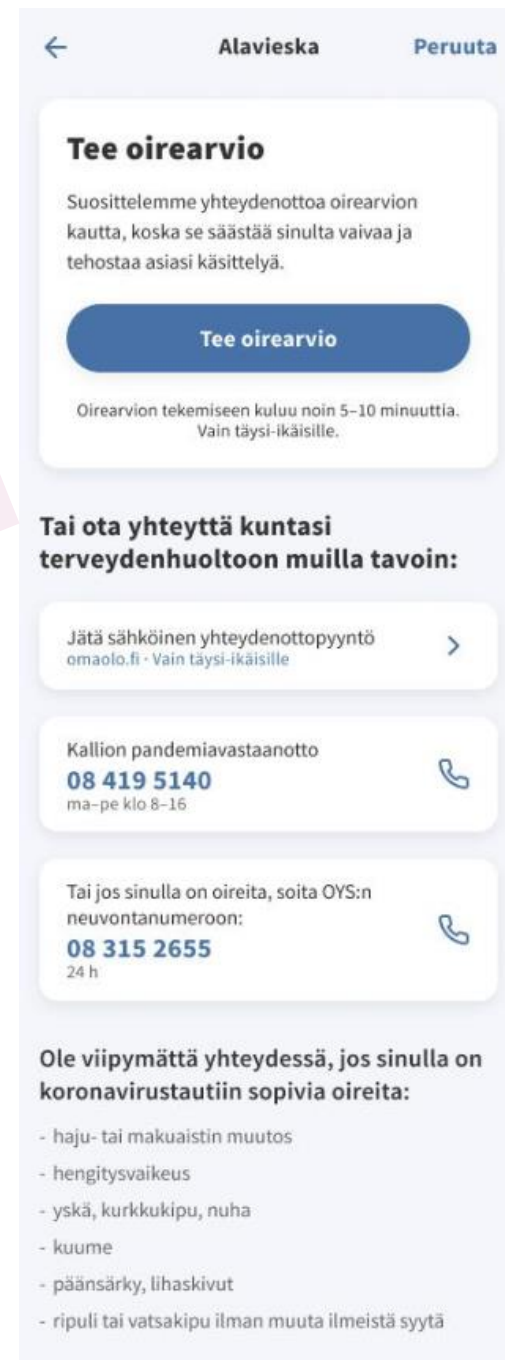 Alavieska
Peruuta
Tee oirearvio
Suosittelemme yhteydenottoa oirearvion
kautta, koska se säästää sinulta vaivaa ja
tehostaa asiasi käsittelyä.
Tee oirearvio
Oirearvion tekemiseen kuluu noin 5–10 minuuttia.
Vain täysi-ikäisille.
Tai ota yhteyttä kuntasi
terveydenhuoltoon muilla tavoin:
Jätä sähköinen yhteydenottopyyntö
omaolo.fi · Vain täysi-ikäisille
Kallion pandemiavastaanotto
08 419 5140
ma–pe klo 8–16
Tai jos sinulla on oireita, soita OYS:n
neuvontanumeroon:
08 315 2655
24 h
Ole viipymättä yhteydessä, jos sinulla on
koronavirustautiin sopivia oireita:
- haju- tai makuaistin muutos
- hengitysvaikeus
- yskä, kurkkukipu, nuha
- kuume
- päänsärky, lihaskivut
- ripuli tai vatsakipu ilman muuta ilmeistä syytä